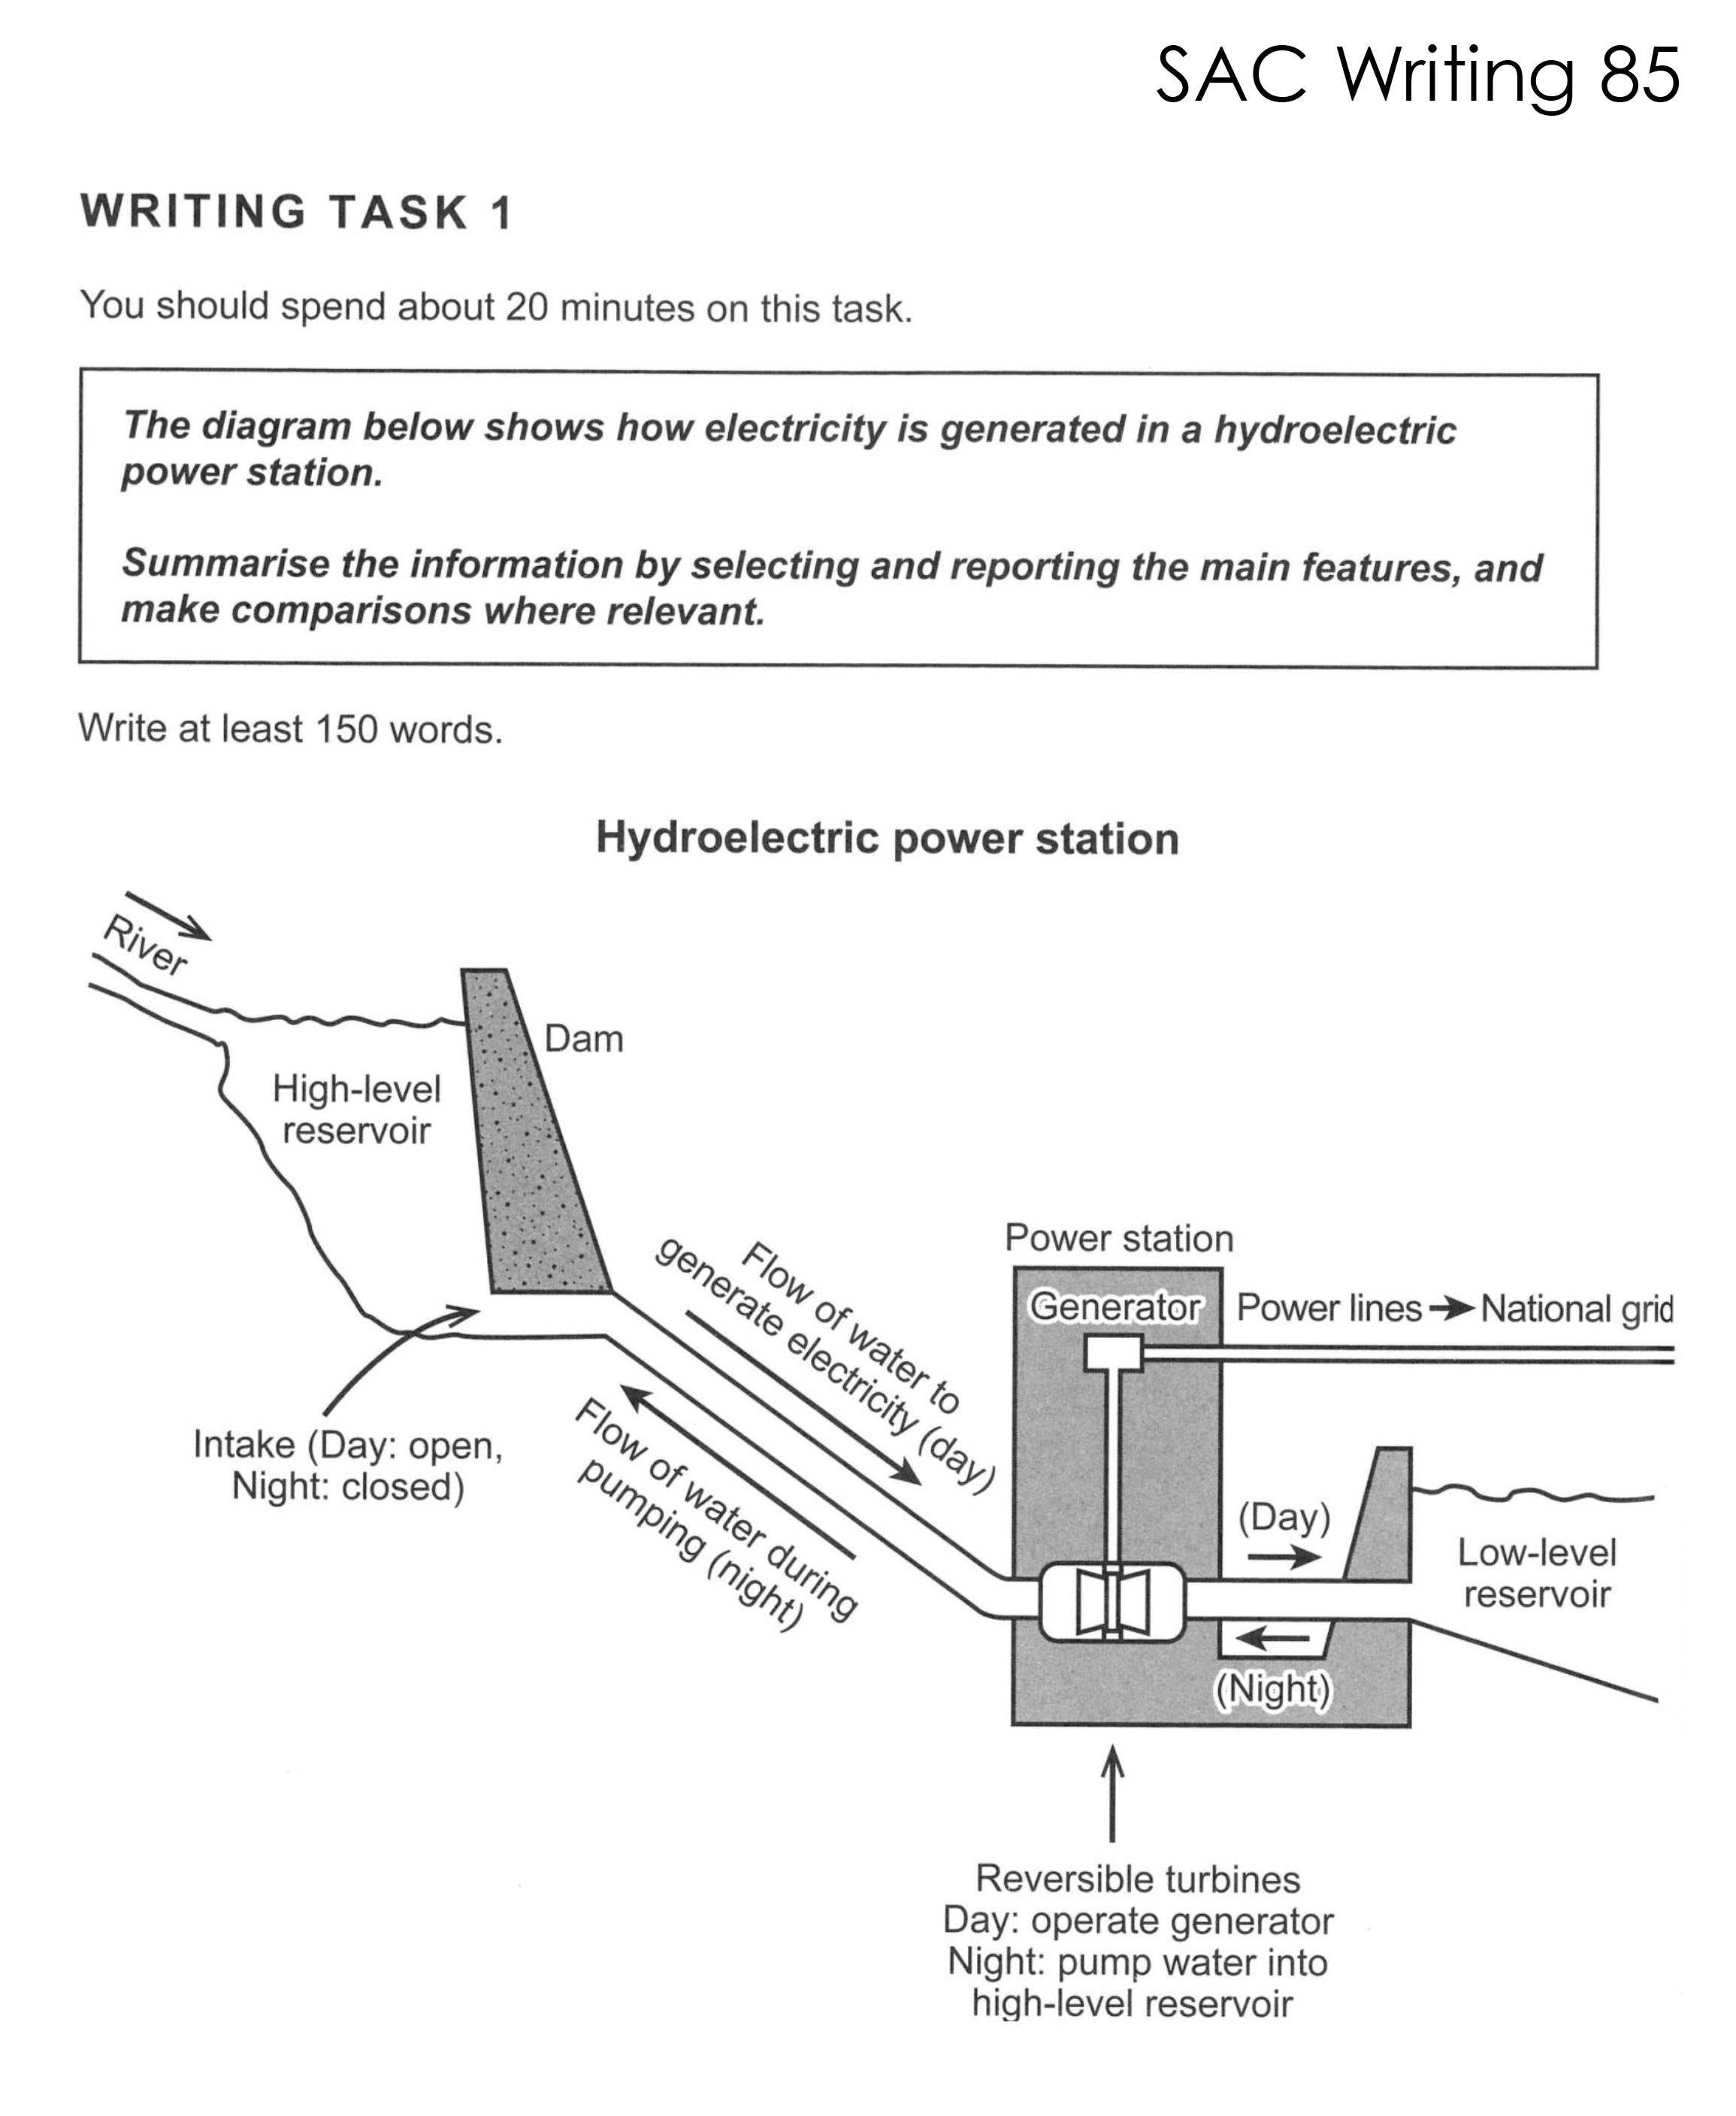 SAC Writing 85
WRITING TASK 1
You should spend about 20 minutes on this task.
The diagram below shows how electricity is generated in a hydroelectric
power station.
Summarise the information by selecting and reporting the main features, and
make comparisons where relevant.
Write at least 150 words.
Hydroelectric power station
River
Dam
High-level
reservoir
Intake (Day: open,
Night: closed)
Flow of water to
generate electricity (day)
Flow of water during
pumping (night)
Power station
Generator
Power lines → National grid
(Day)
Low-level
reservoir
(Night)
Reversible turbines
Day: operate generator
Night: pump water into
high-level reservoir